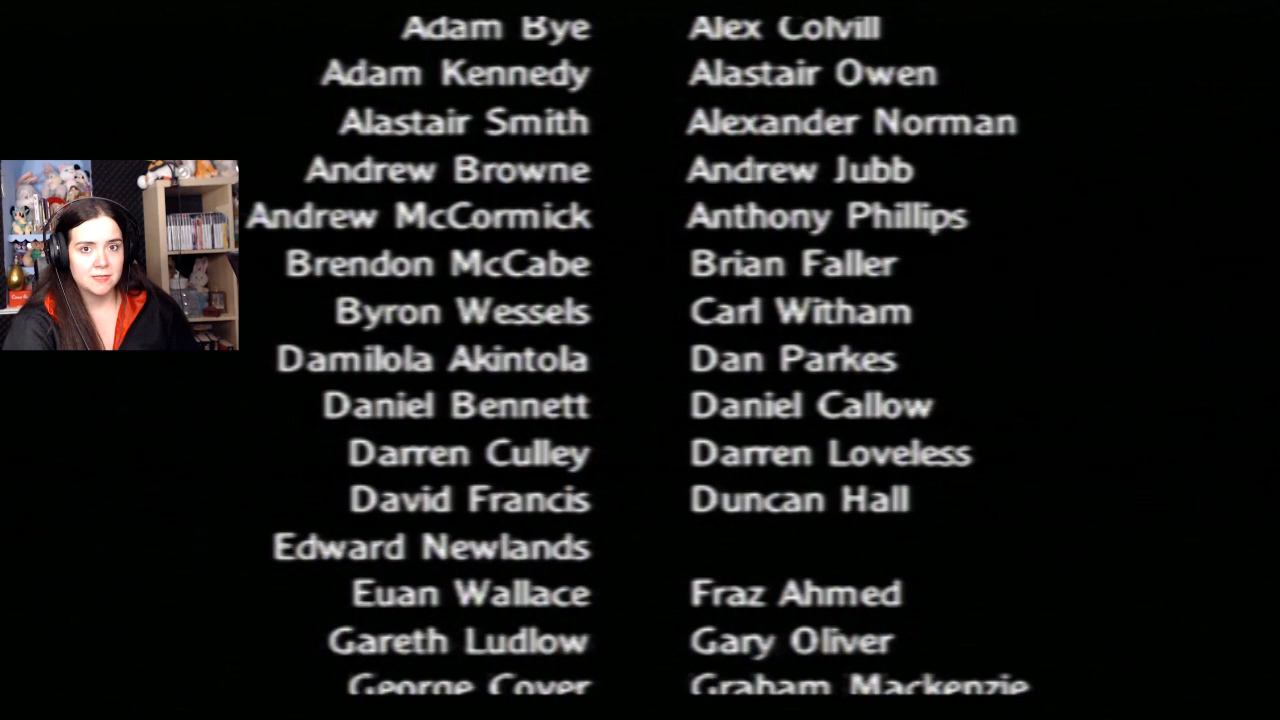 Adam Bye Alex Colvill
Adam Kennedy Alastair Owen
Alastair Smith Alexander Norman
Andrew Browne Andrew Jubb
Andrew McCormick Anthony Phillips
Brendon McCabe Brian Faller
Byron Wessels Carl Witham
Damilola Akintola Dan Parkes
Daniel Bennett Daniel Callow
Darren Culley Darren Loveless
David Francis Duncan Hall
Edward Newlands
Euan Wallace Fraz Ahmed
Gareth Ludlow Gary Oliver
George Cover Graham Mackenzie